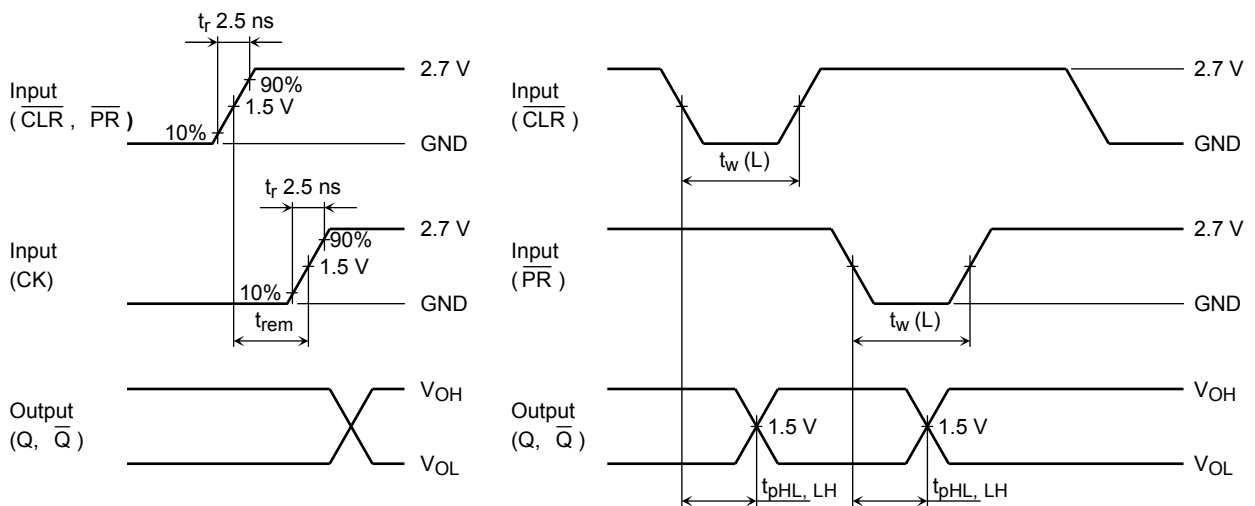 tr 2.5 ns
Input
(CLR, PR)
90%
1.5 V
10%
2.7 V
GND
tr 2.5 ns
Input
(CK)
90%
1.5 V
10%
2.7 V
GND
trem
Output
(Q, Q̅)
VOH
VOL
Input
(CLR)
2.7 V
GND
tw (L)
Input
(PR)
2.7 V
GND
tw (L)
Output
(Q, Q̅)
1.5 V
1.5 V
VOH
VOL
tpHL, LH
tpHL, LH